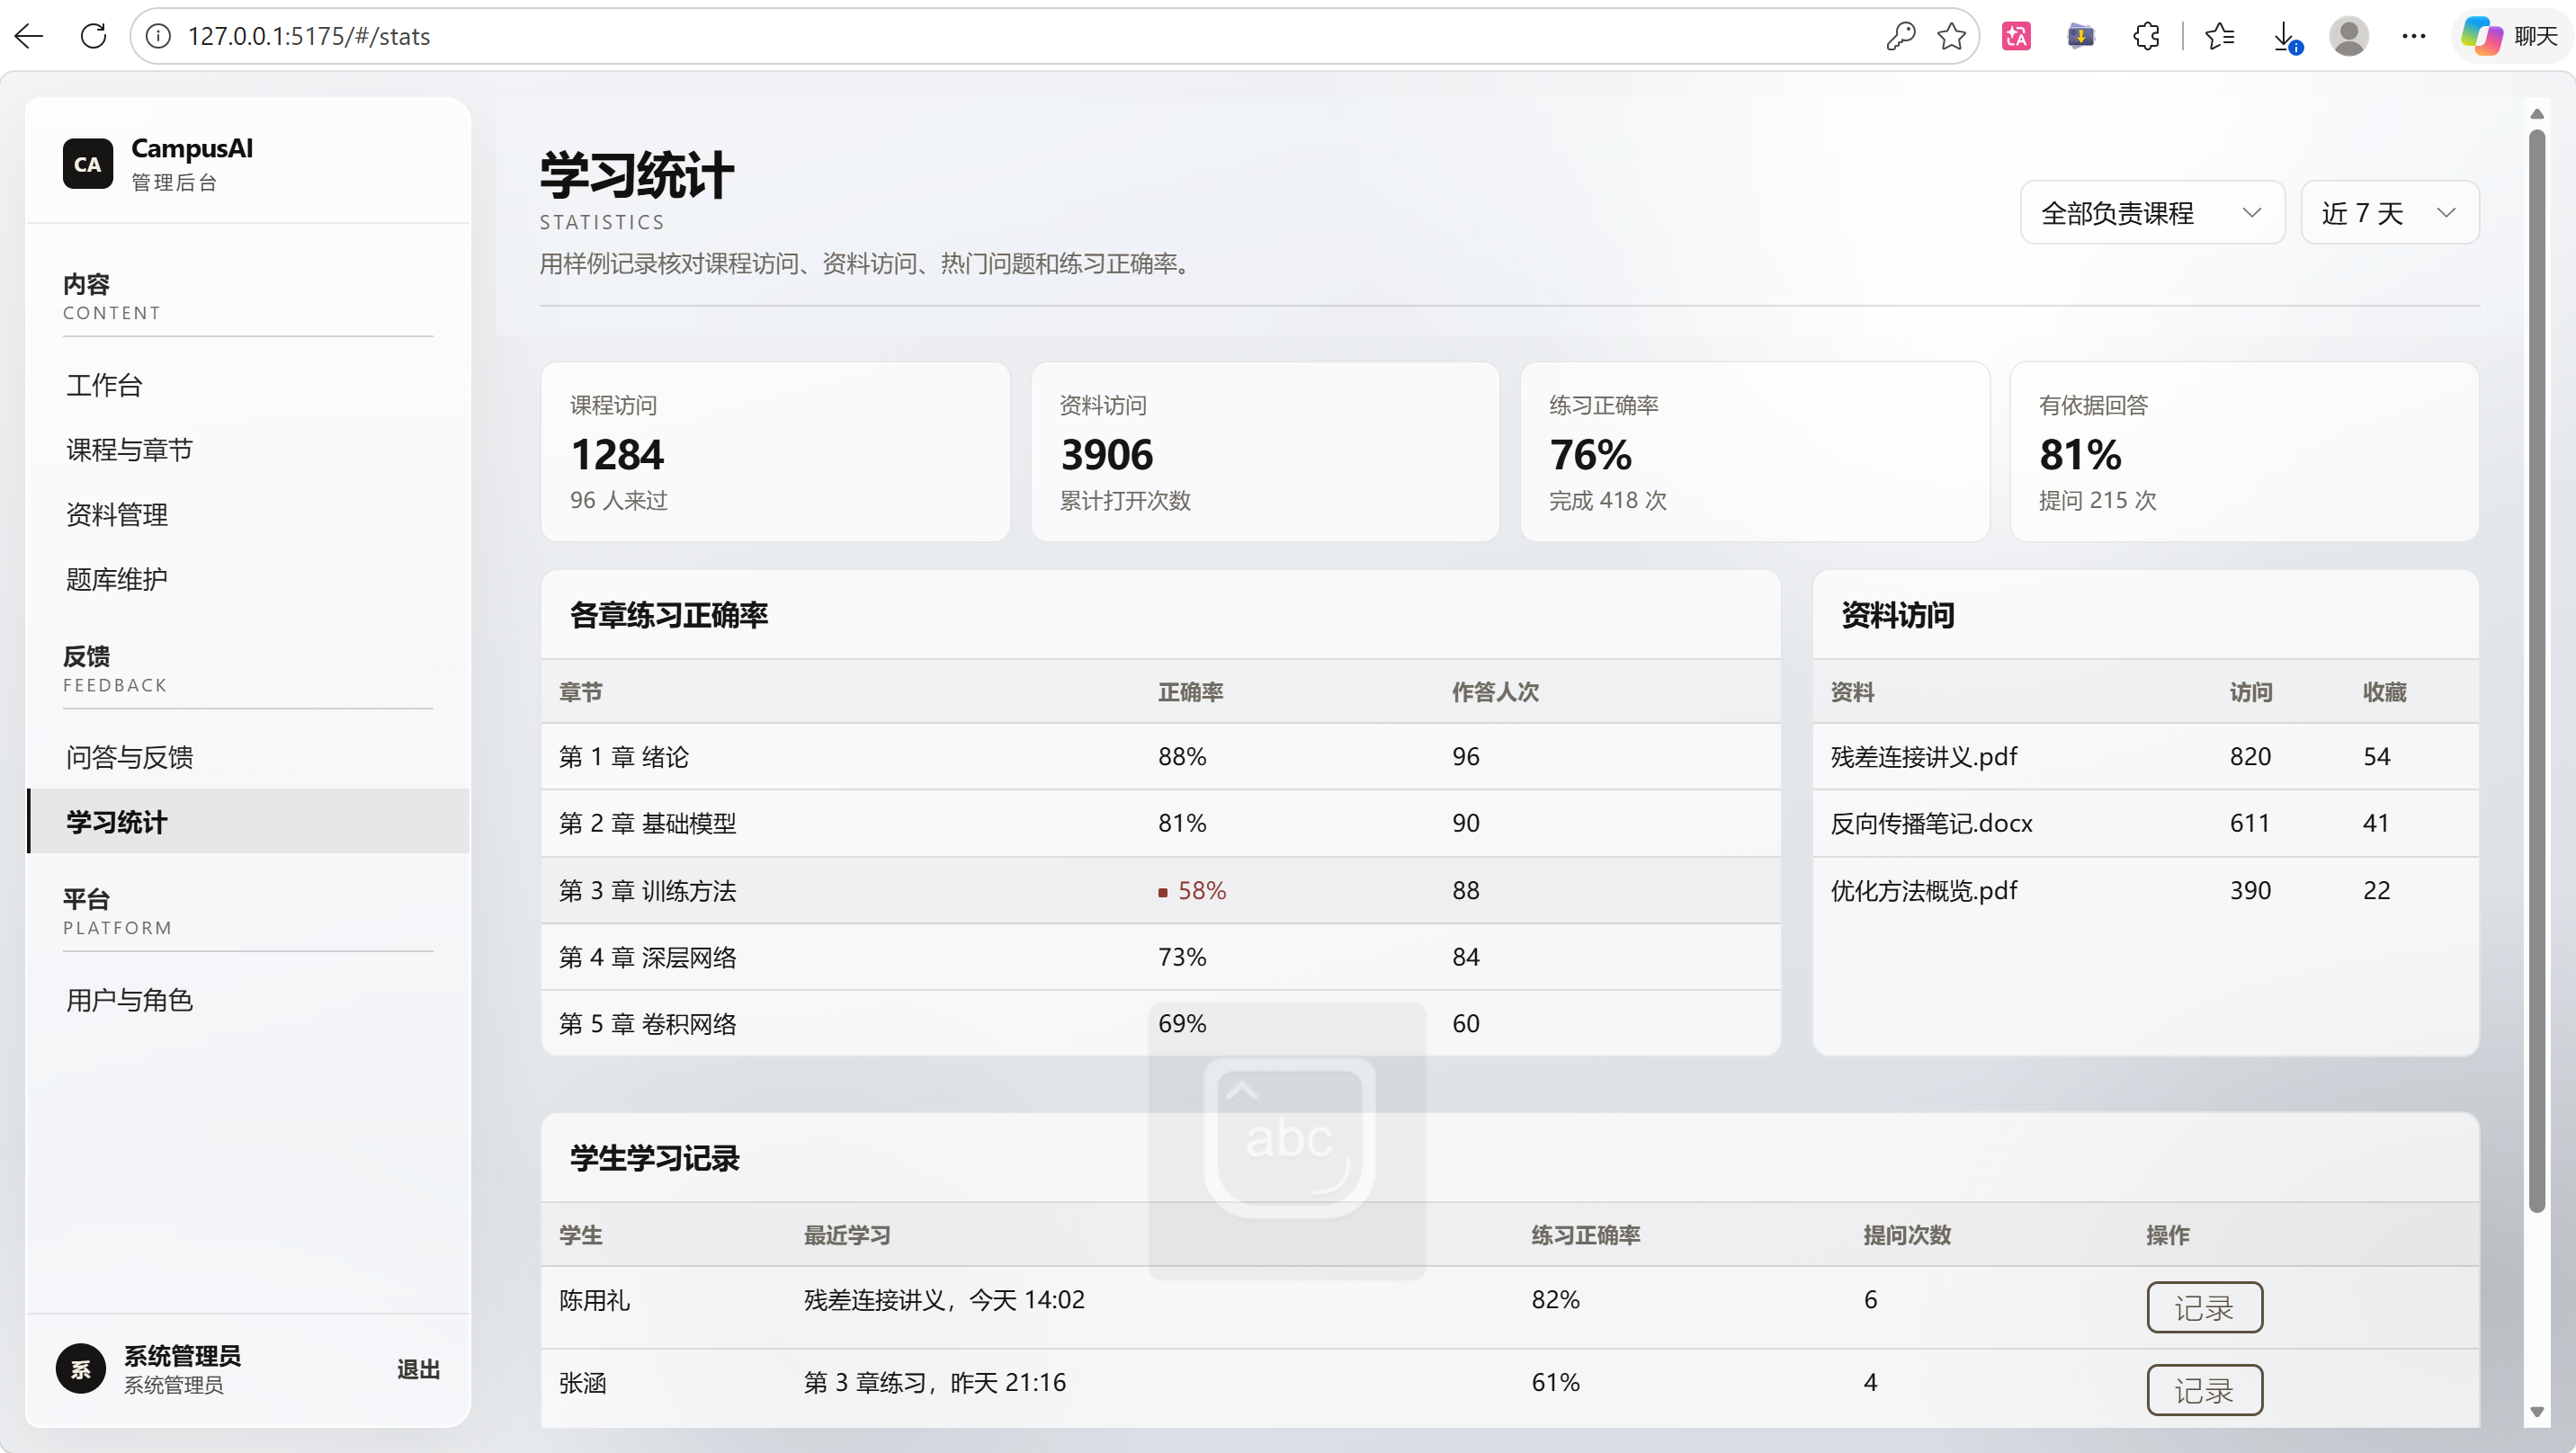 127.0.0.1:5175/#/stats
聊天
CA
CampusAI
管理后台
内容
CONTENT
工作台
课程与章节
资料管理
题库维护
反馈
FEEDBACK
问答与反馈
学习统计
平台
PLATFORM
用户与角色
系
系统管理员
系统管理员
退出
学习统计
STATISTICS
用样例记录核对课程访问、资料访问、热门问题和练习正确率。
全部负责课程
近 7 天
课程访问
1284
96 人来过
资料访问
3906
累计打开次数
练习正确率
76%
完成 418 次
有依据回答
81%
提问 215 次
各章练习正确率
章节 正确率 作答人次
第 1 章 绪论 88% 96
第 2 章 基础模型 81% 90
第 3 章 训练方法 58% 88
第 4 章 深层网络 73% 84
第 5 章 卷积网络 69% 60
资料访问
资料 访问 收藏
残差连接讲义.pdf 820 54
反向传播笔记.docx 611 41
优化方法概览.pdf 390 22
abc
学生学习记录
学生 最近学习 练习正确率 提问次数 操作
陈用礼 残差连接讲义，今天 14:02 82% 6 记录
张涵 第 3 章练习，昨天 21:16 61% 4 记录